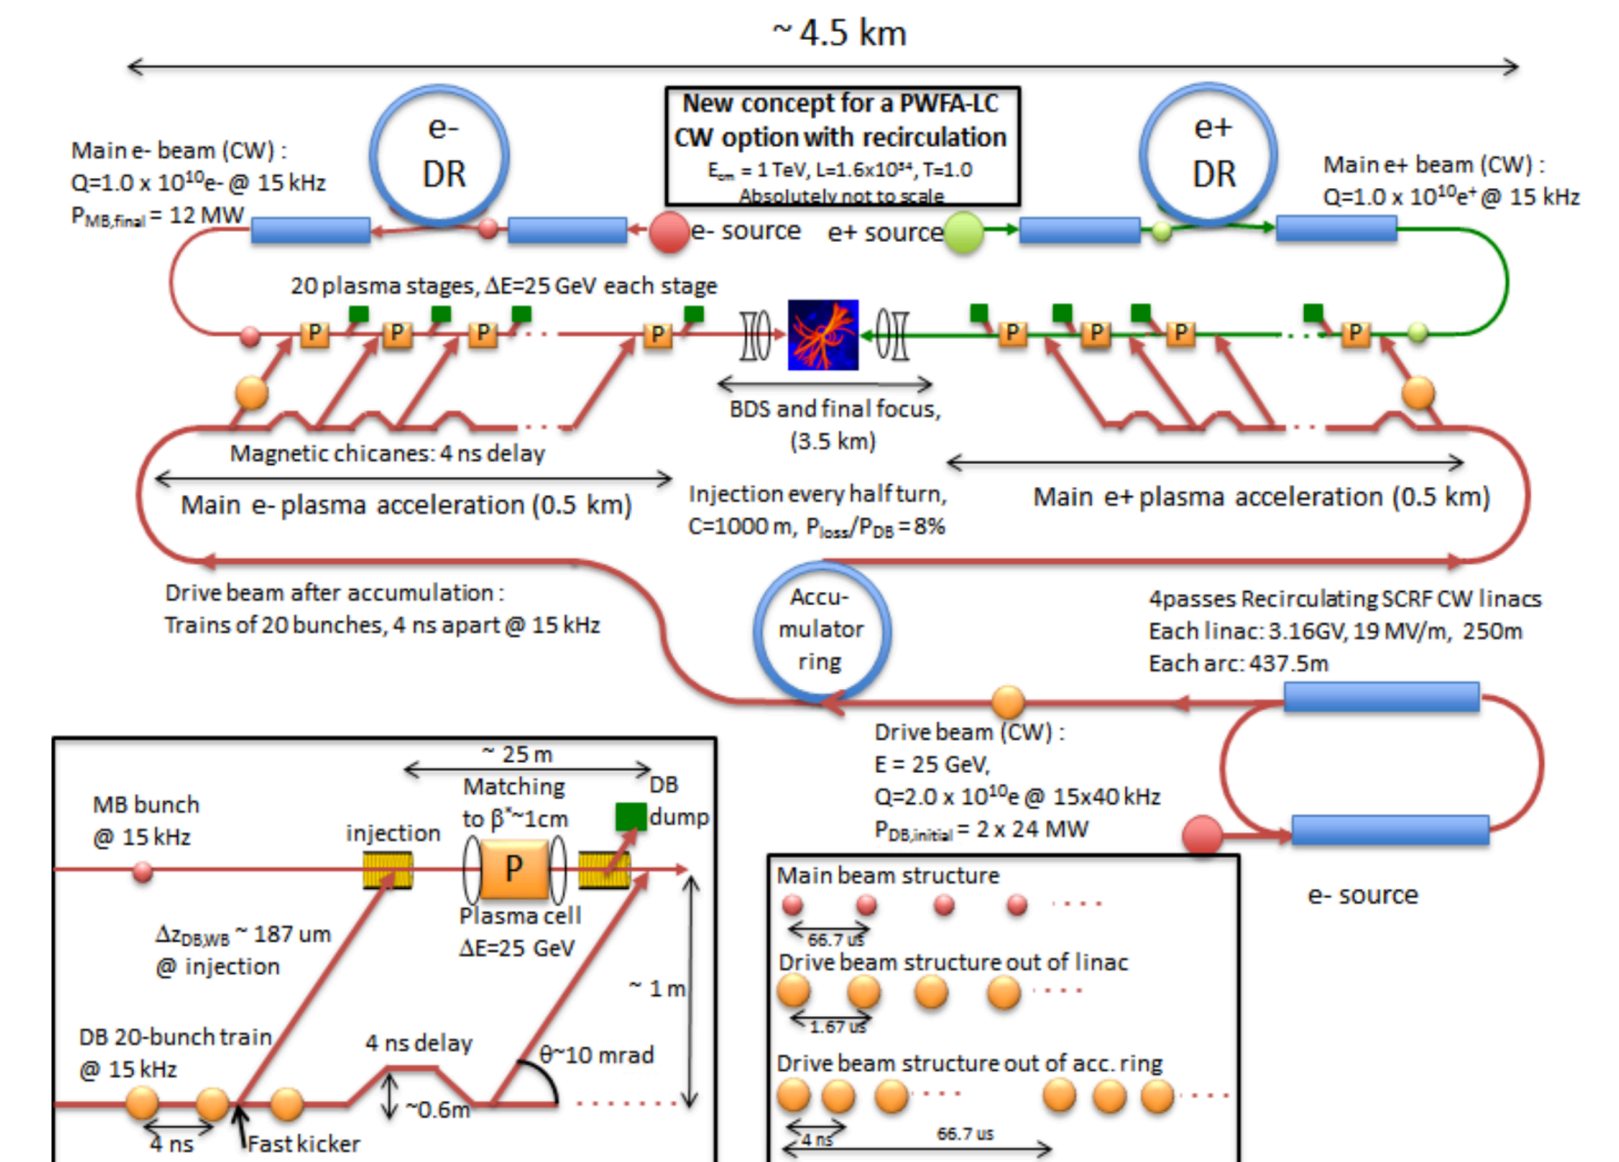 ~ 4.5 km
New concept for a PWFA-LC
CW option with recirculation
E_cm = 1 TeV, L=1.6x10³⁴, T=1.0
Absolutely not to scale
e-
DR
e+
DR
Main e- beam (CW) :
Q=1.0 x 10¹⁰e- @ 15 kHz
P_MB,final = 12 MW
Main e+ beam (CW) :
Q=1.0 x 10¹⁰e⁺ @ 15 kHz
e- source
e+ source
20 plasma stages, ΔE=25 GeV each stage
P
P
P
P
P
P
P
P
BDS and final focus,
(3.5 km)
Magnetic chicanes: 4 ns delay
Main e- plasma acceleration (0.5 km)
Injection every half turn,
C=1000 m, P_loss/P_DB = 8%
Main e+ plasma acceleration (0.5 km)
Drive beam after accumulation :
Trains of 20 bunches, 4 ns apart @ 15 kHz
Accu-
mulator
ring
4passes Recirculating SCRF CW linacs
Each linac: 3.16GV, 19 MV/m, 250m
Each arc: 437.5m
Drive beam (CW) :
E = 25 GeV,
Q=2.0 x 10¹⁰e @ 15x40 kHz
P_DB,initial = 2 x 24 MW
e- source
~ 25 m
MB bunch
@ 15 kHz
injection
Matching
to β*~1cm
DB
dump
P
Plasma cell
ΔE=25 GeV
Δz_DB,WB ~ 187 um
@ injection
~ 1 m
DB 20-bunch train
@ 15 kHz
4 ns delay
θ~10 mrad
~0.6m
4 ns
Fast kicker
Main beam structure
66.7 us
Drive beam structure out of linac
1.67 us
Drive beam structure out of acc. ring
4 ns
66.7 us